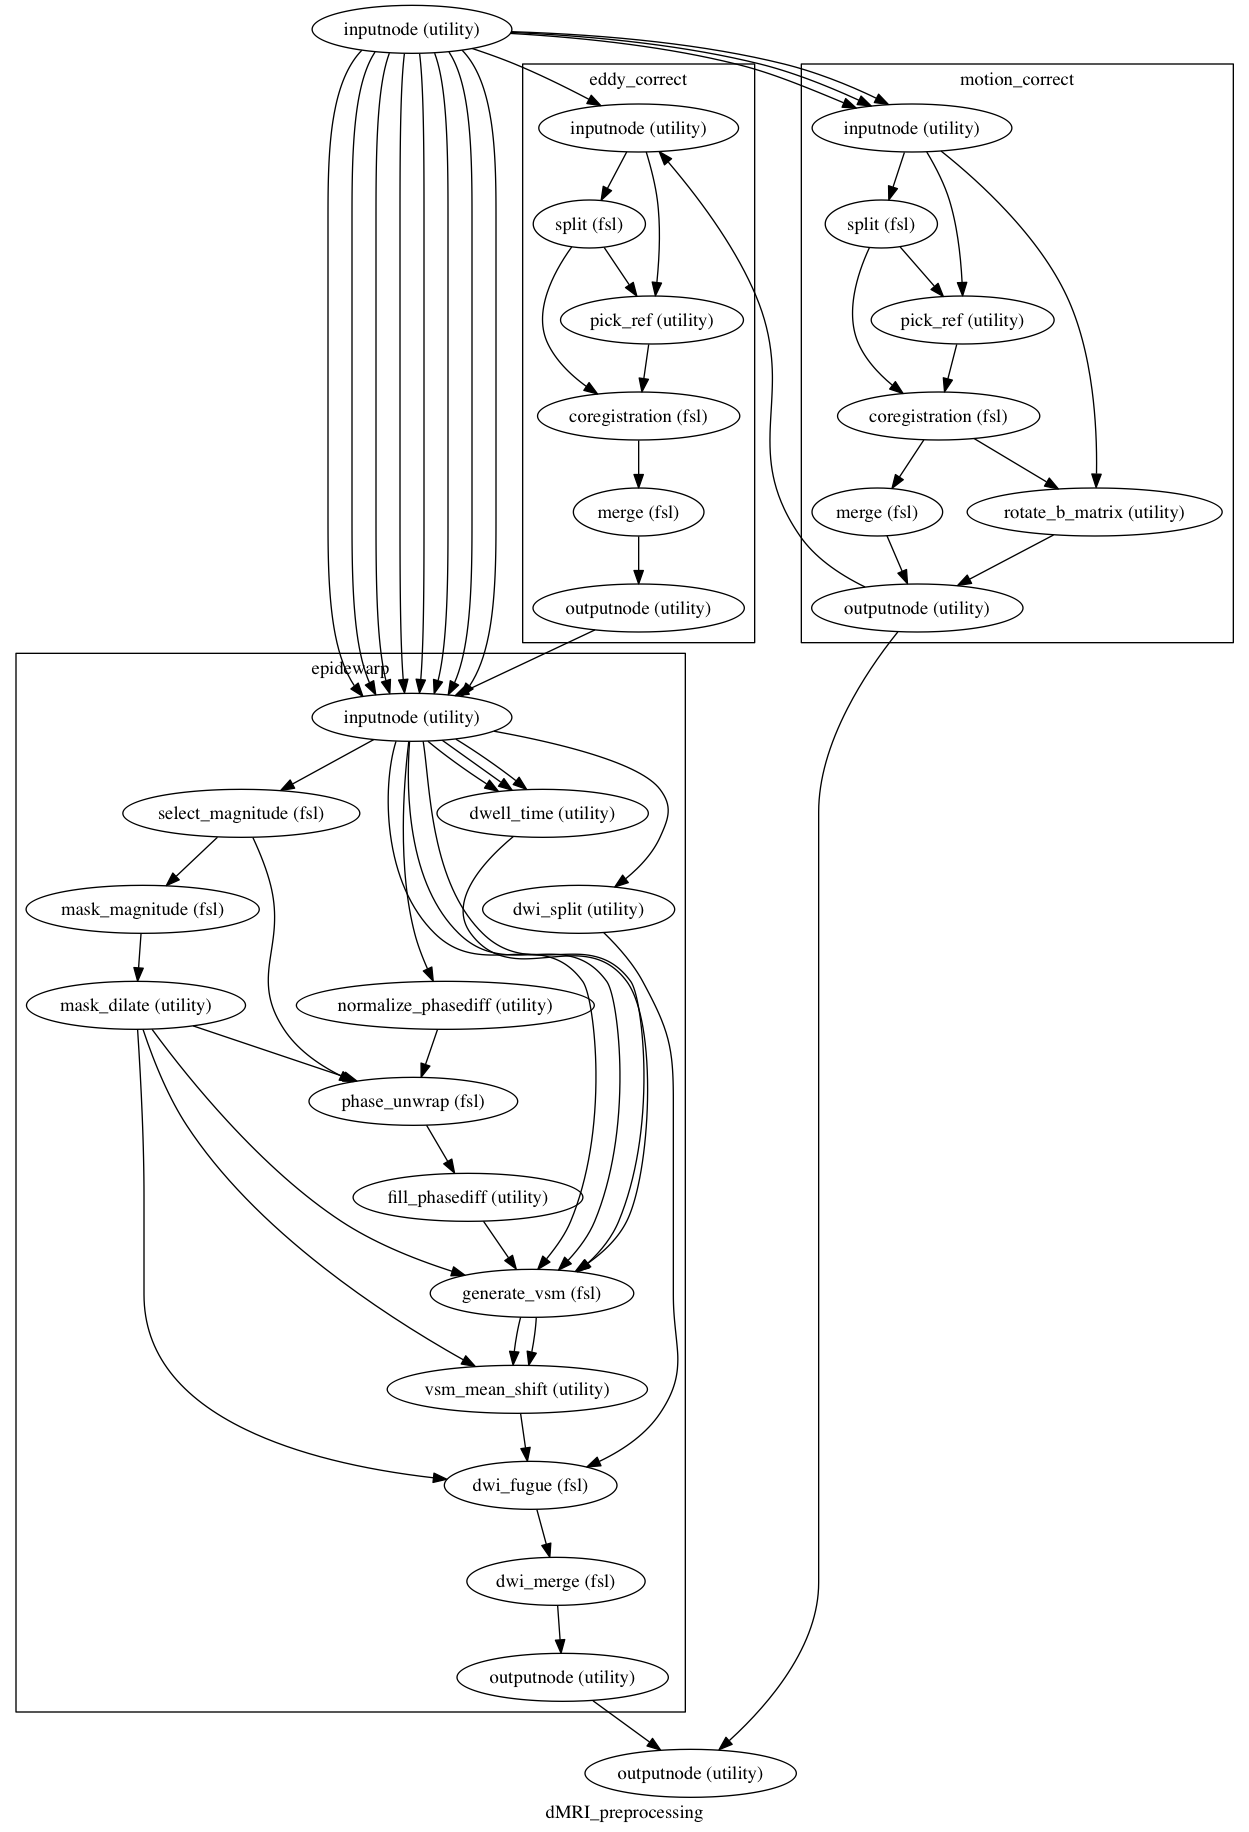 inputnode (utility)
eddy_correct
motion_correct
inputnode (utility)
inputnode (utility)
split (fsl)
split (fsl)
pick_ref (utility)
pick_ref (utility)
coregistration (fsl)
coregistration (fsl)
merge (fsl)
merge (fsl)
rotate_b_matrix (utility)
outputnode (utility)
outputnode (utility)
epidewarp
inputnode (utility)
select_magnitude (fsl)
dwell_time (utility)
mask_magnitude (fsl)
dwi_split (utility)
mask_dilate (utility)
normalize_phasediff (utility)
phase_unwrap (fsl)
fill_phasediff (utility)
generate_vsm (fsl)
vsm_mean_shift (utility)
dwi_fugue (fsl)
dwi_merge (fsl)
outputnode (utility)
outputnode (utility)
dMRI_preprocessing